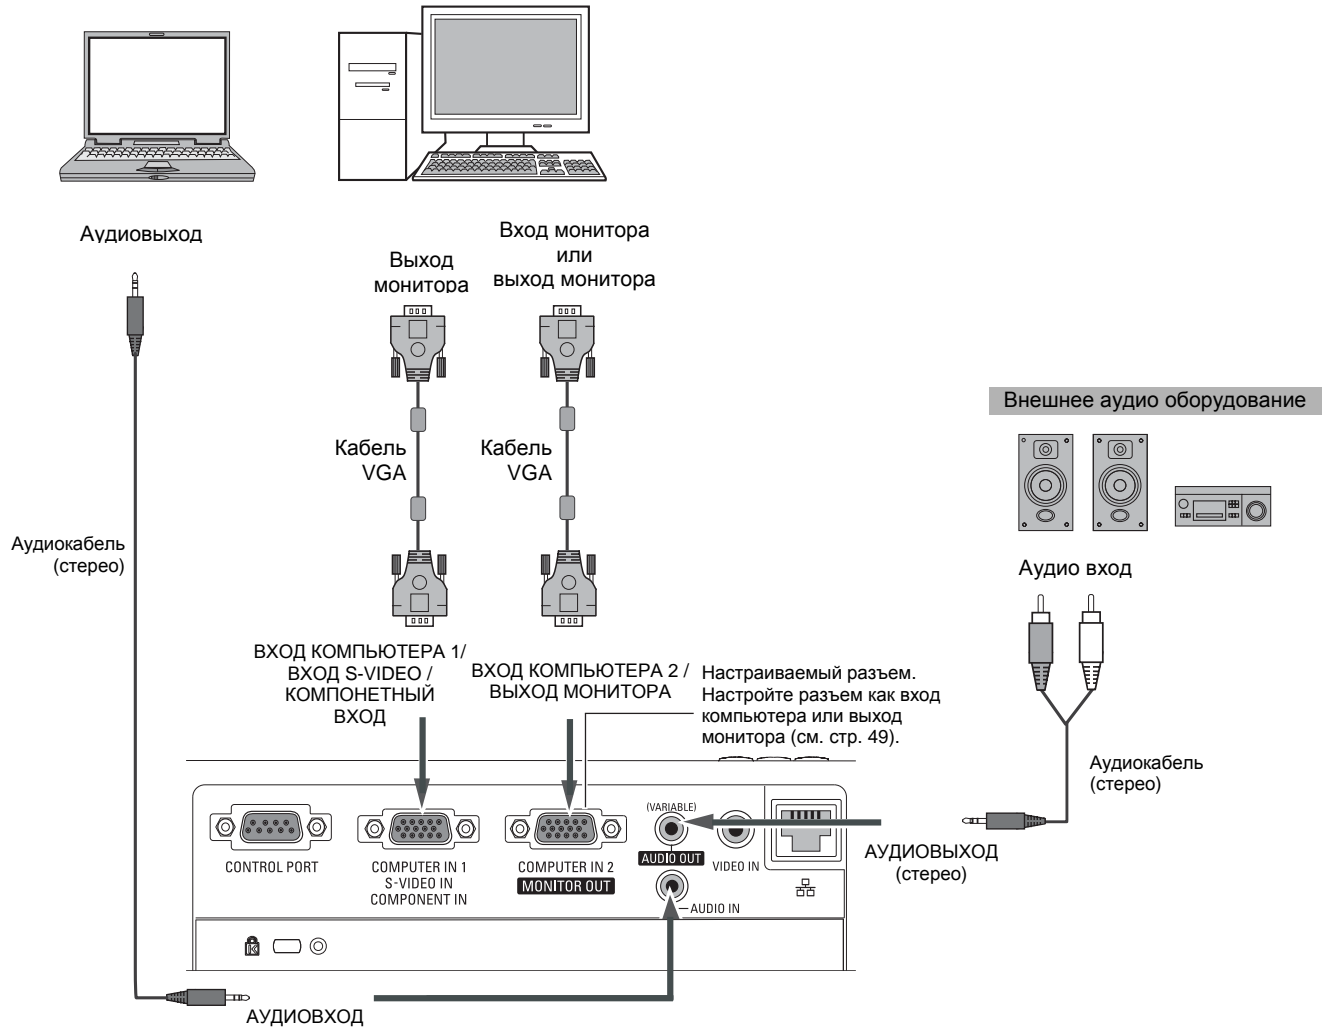 Аудиовыход
Выход
монитора
Вход монитора
или
выход монитора
Кабель
VGA
Кабель
VGA
Внешнее аудио оборудование
Аудиокабель
(стерео)
Аудио вход
ВХОД КОМПЬЮТЕРА 1/
ВХОД S-VIDEO /
КОМПОНЕТНЫЙ
ВХОД
ВХОД КОМПЬЮТЕРА 2 /
ВЫХОД МОНИТОРА
Настраиваемый разъем.
Настройте разъем как вход
компьютера или выход
монитора (см. стр. 49).
Аудиокабель
(стерео)
CONTROL PORT
COMPUTER IN 1
S-VIDEO IN
COMPONENT IN
COMPUTER IN 2
MONITOR OUT
(VARIABLE)
AUDIO OUT
VIDEO IN
AUDIO IN
АУДИОВЫХОД
(стерео)
K
АУДИОВХОД